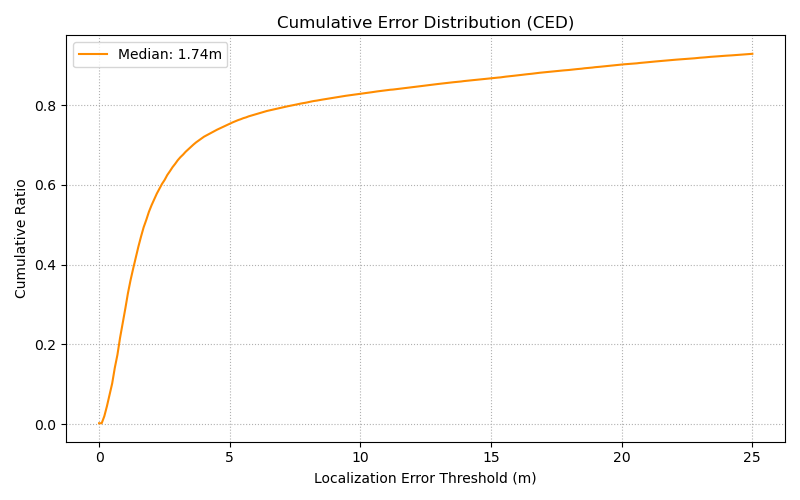 Cumulative Error Distribution (CED)
Median: 1.74m
Cumulative Ratio
0.8
0.6
0.4
0.2
0.0
0 5 10 15 20 25
Localization Error Threshold (m)